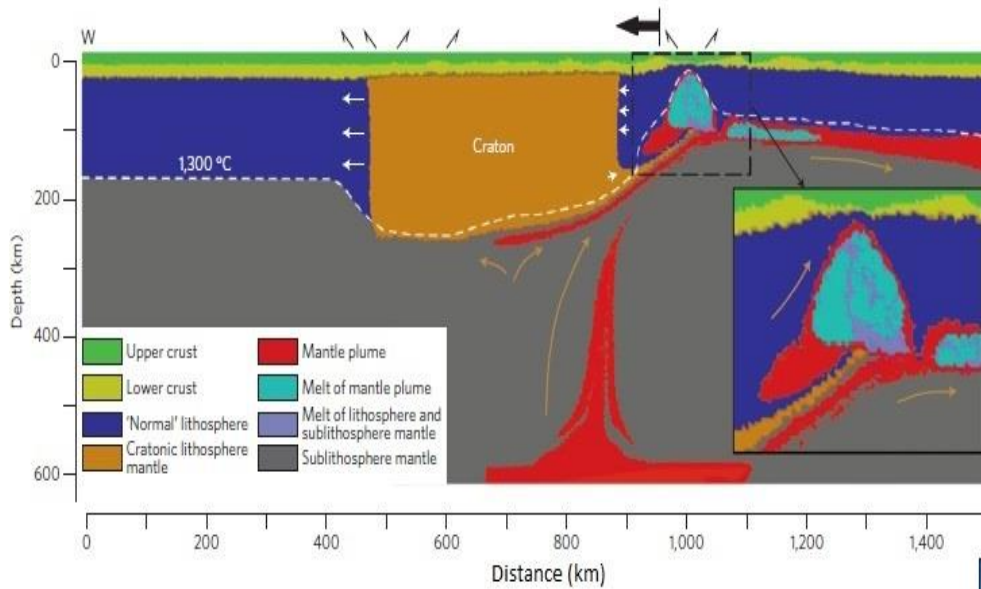 W
0
200
400
600
Depth (km)
1,300 °C
Craton
Upper crust
Lower crust
'Normal' lithosphere
Cratonic lithosphere
mantle
Mantle plume
Melt of mantle plume
Melt of lithosphere and
sublithosphere mantle
Sublithosphere mantle
0
200
400
600
800
1,000
1,200
1,400
Distance (km)